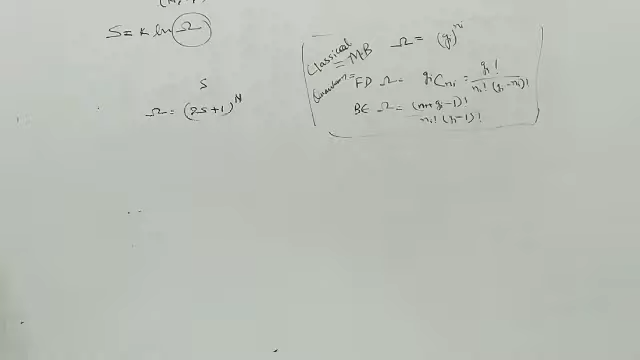 S = K ln Ω
S
Ω = (2S+1)^N
Classical = MB Ω = (gi)^ni
Quantum = FD Ω = giCni = gi! / ni! (gi-ni)!
BE Ω = (ni+gi-1)! / ni! (gi-1)!